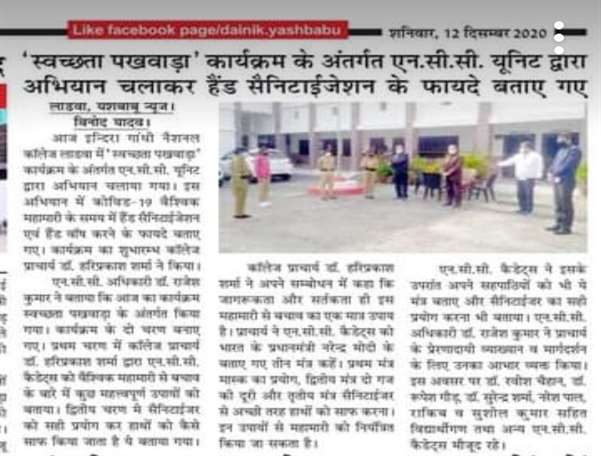 Like facebook page/dainik.yashbabu
शनिवार, 12 दिसम्बर 2020
'स्वच्छता पखवाड़ा' कार्यक्रम के अंतर्गत एन.सी.सी. यूनिट द्वारा
अभियान चलाकर हैंड सैनिटाईजेशन के फायदे बताए गए
लाडवा, यशबाबू न्यूज।
विनोद यादव।
आज इन्दिरा गांधी नैशनल
कॉलेज लाडवा में 'स्वच्छता पखवाड़ा'
कार्यक्रम के अंतर्गत एन.सी.सी. यूनिट
द्वारा अभियान चलाया गया। इस
अभियान में कोविड-19 वैश्विक
महामारी के समय में हैंड सैनिटाईजेशन
एवं हैंड वॉष करने के फायदे बताए
गए। कार्यक्रम का शुभारम्भ कॉलेज
प्राचार्य डॉ. हरिप्रकाश शर्मा ने किया।
एन.सी.सी. अधिकारी डॉ. राजेश
कुमार ने बताया कि आज का कार्यक्रम
स्वच्छता पखवाड़ा के अंतर्गत किया
गया। कार्यक्रम के दो चरण बनाए
गए। प्रथम चरण में कॉलेज प्राचार्य
डॉ. हरिप्रकाश शर्मा द्वारा एन.सी.सी.
कैडेट्स को वैश्विक महामारी से बचाव
के बारे में कुछ महत्वपूर्ण उपायों को
बताया। द्वितीय चरण मे सैनिटाईजर
को सही प्रयोग कर हाथों को कैसे
साफ किया जाता है ये बताया गया।
कॉलेज प्राचार्य डॉ. हरिप्रकाश
शर्मा ने अपने सम्बोधन में कहा कि
जागरूकता और सर्तकता ही इस
महामारी से बचाव का एक मात्र उपाय
है। प्राचार्य ने एन.सी.सी. कैडेट्स को
भारत के प्रधानमंत्री नरेन्द्र मोदी के
बताए गए तीन मंत्र कहें। प्रथम मंत्र
मास्क का प्रयोग, द्वितीय मंत्र दो गज
की दूरी और तृतीय मंत्र सैनिटाईजर
से अच्छी तरह हाथों को साफ करना।
इन उपायों से महामारी को नियंत्रित
किया जा सकता है।
एन.सी.सी. कैडेट्स ने इसके
उपरांत अपने सहपाठियों को भी ये
मंत्र बताए और सैनिटाईजर का सही
प्रयोग करना भी बताया। एन.सी.सी.
अधिकारी डॉ. राजेश कुमार ने प्राचार्य
के प्रेरणादायी व्याख्यान व मार्गदर्शन
के लिए उनका आभार व्यक्त किया।
इस अवसर पर डॉ. रवीश चैहान, डॉ.
रूपेश गौड़, डॉ. सुरेन्द्र शर्मा, नरेश पाल,
राकिब व सुशील कुमार सहित
विद्यार्थीगण तथा अन्य एन.सी.सी.
कैडेट्स मौजूद रहे।